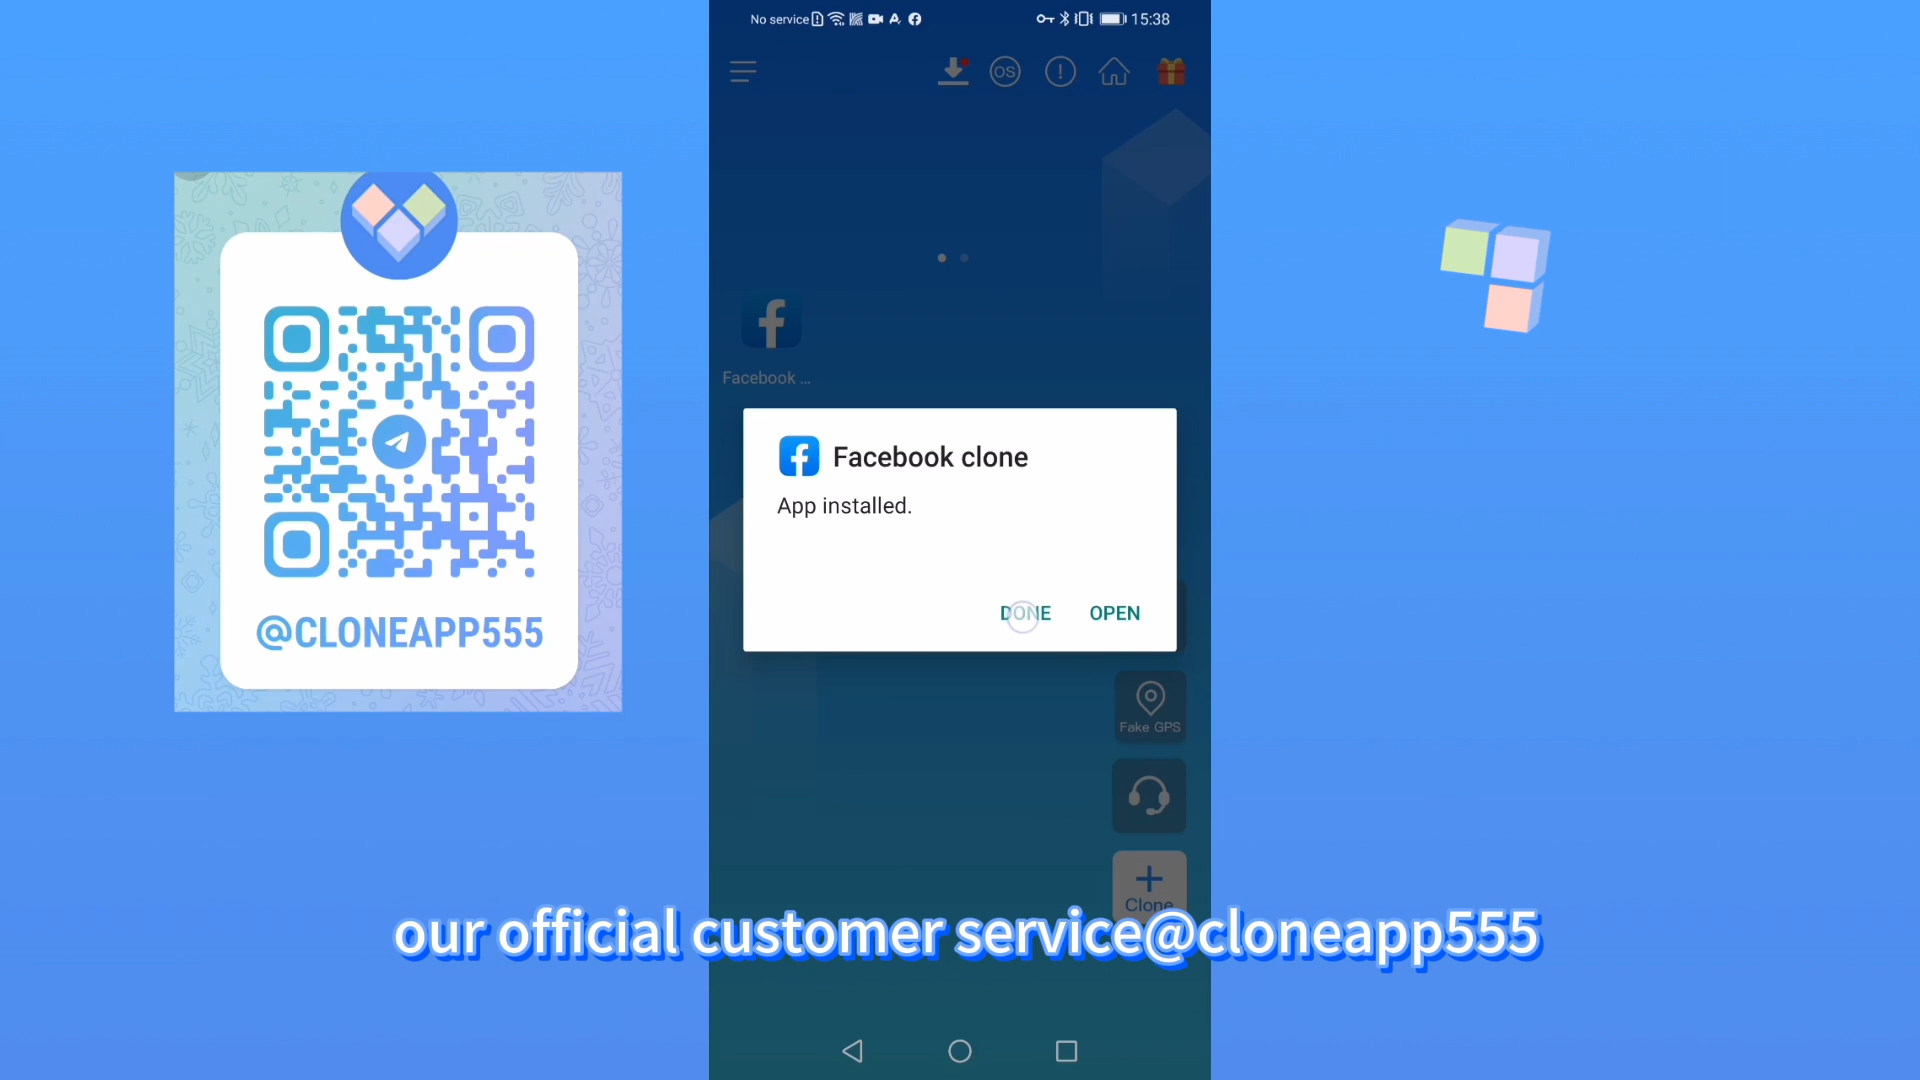 No service
15:38
OS
Facebook ...
Facebook clone
App installed.
DONE OPEN
Fake GPS
Clone
@CLONEAPP555
our official customer service@cloneapp555